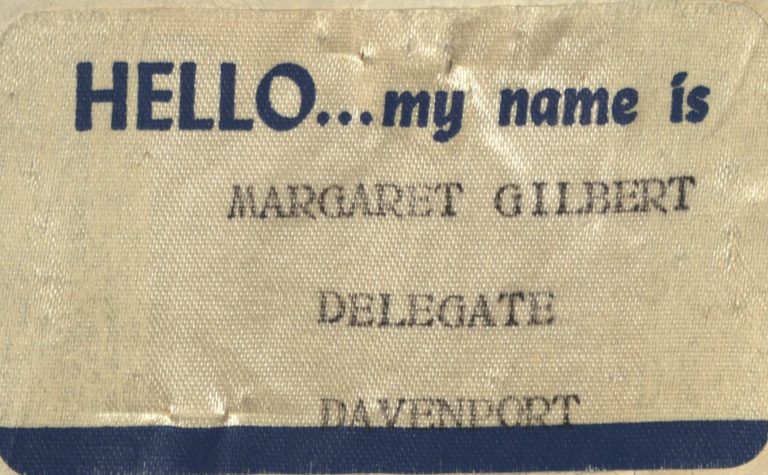 HELLO...my name is
MARGARET GILBERT
DELEGATE
DAVENPORT